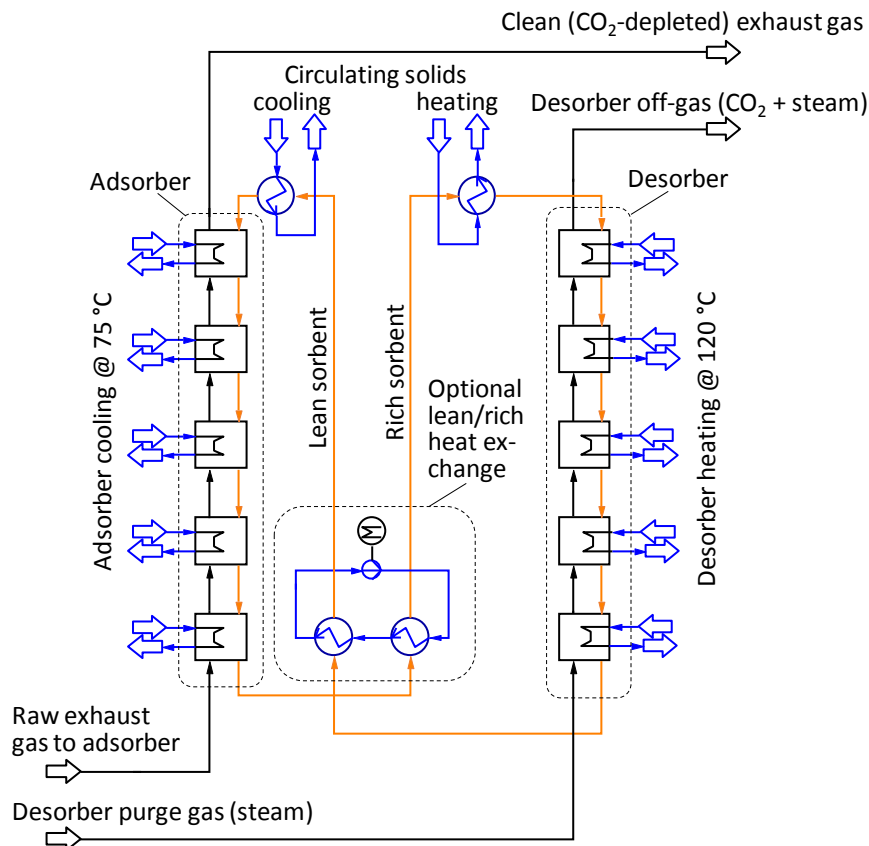 Clean (CO₂-depleted) exhaust gas
Circulating solids
cooling heating
Desorber off-gas (CO₂ + steam)
Adsorber
Desorber
Adsorber cooling @ 75 °C
Lean sorbent
Rich sorbent
Desorber heating @ 120 °C
Optional
lean/rich
heat ex-
change
M
Raw exhaust
gas to adsorber
Desorber purge gas (steam)